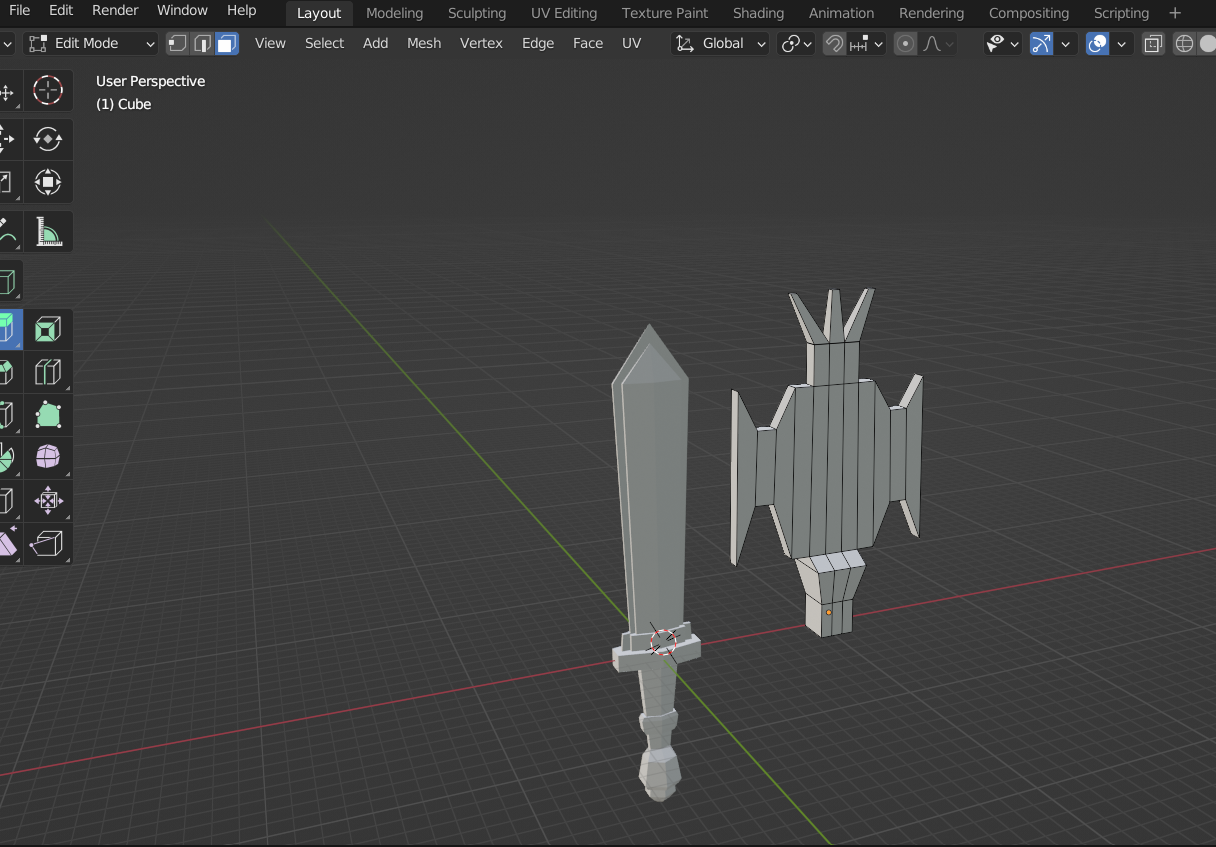 File Edit Render Window Help Layout Modeling Sculpting UV Editing Texture Paint Shading Animation Rendering Compositing Scripting +
Edit Mode View Select Add Mesh Vertex Edge Face UV Global
User Perspective
(1) Cube